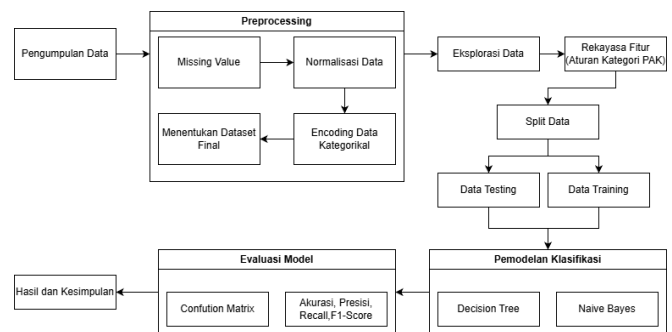 Preprocessing
Pengumpulan Data
Missing Value
Normalisasi Data
Menentukan Dataset
Final
Encoding Data
Kategorikal
Eksplorasi Data
Rekayasa Fitur
(Aturan Kategori PAK)
Split Data
Data Testing
Data Training
Pemodelan Klasifikasi
Decision Tree
Naive Bayes
Evaluasi Model
Confution Matrix
Akurasi, Presisi,
Recall,F1-Score
Hasil dan Kesimpulan